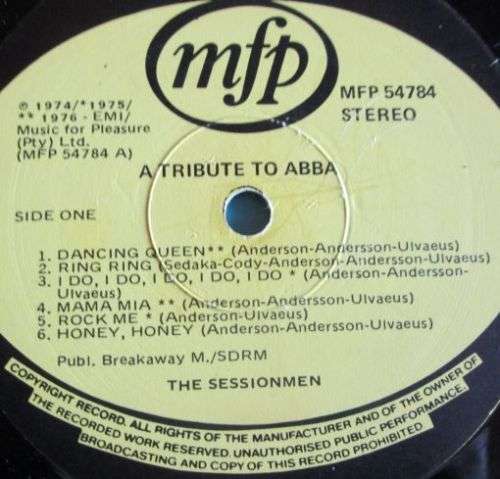 mfp
MFP 54784
STEREO
℗ 1974/*1975/
** 1976 - EMI/
Music for Pleasure
(Pty) Ltd.
(MFP 54784 A)
A TRIBUTE TO ABBA
SIDE ONE
1. DANCING QUEEN** (Anderson-Andersson-Ulvaeus)
2. RING RING (Sedaka-Cody-Anderson-Andersson-Ulvaeus)
3. I DO, I DO, I DO, I DO, I DO * (Anderson-Andersson-
Ulvaeus)
4. MAMA MIA ** (Anderson-Andersson-Ulvaeus)
5. ROCK ME * (Anderson-Andersson-Ulvaeus)
6. HONEY, HONEY (Anderson-Andersson-Ulvaeus)
Publ. Breakaway M./SDRM
THE SESSIONMEN
COPYRIGHT RECORD. ALL RIGHTS OF THE MANUFACTURER AND OF THE OWNER OF
THE RECORDED WORK RESERVED. UNAUTHORISED PUBLIC PERFORMANCE,
BROADCASTING AND COPY OF THIS RECORD PROHIBITED